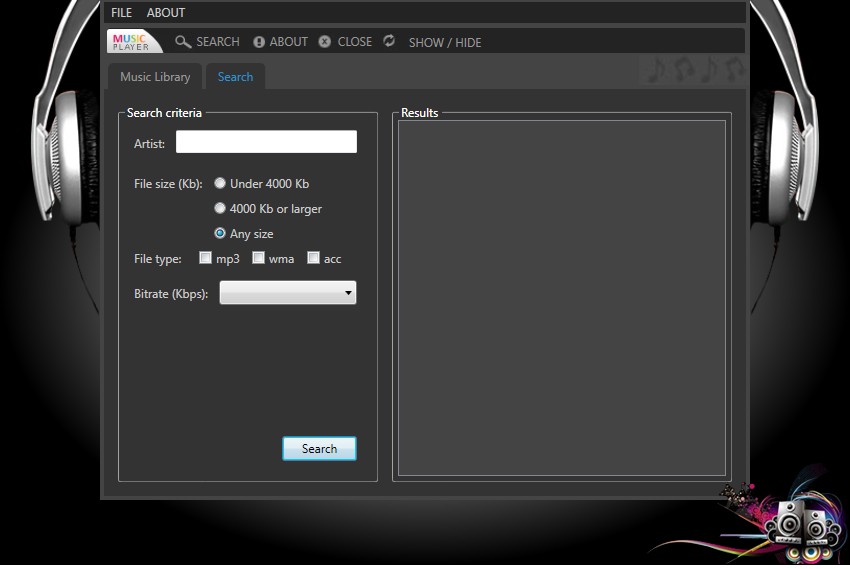 FILE ABOUT
MUSIC
PLAYER
SEARCH ABOUT CLOSE SHOW / HIDE
Music Library Search
Search criteria
Artist:
File size (Kb): Under 4000 Kb
4000 Kb or larger
Any size
File type: mp3 wma acc
Bitrate (Kbps):
Search
Results